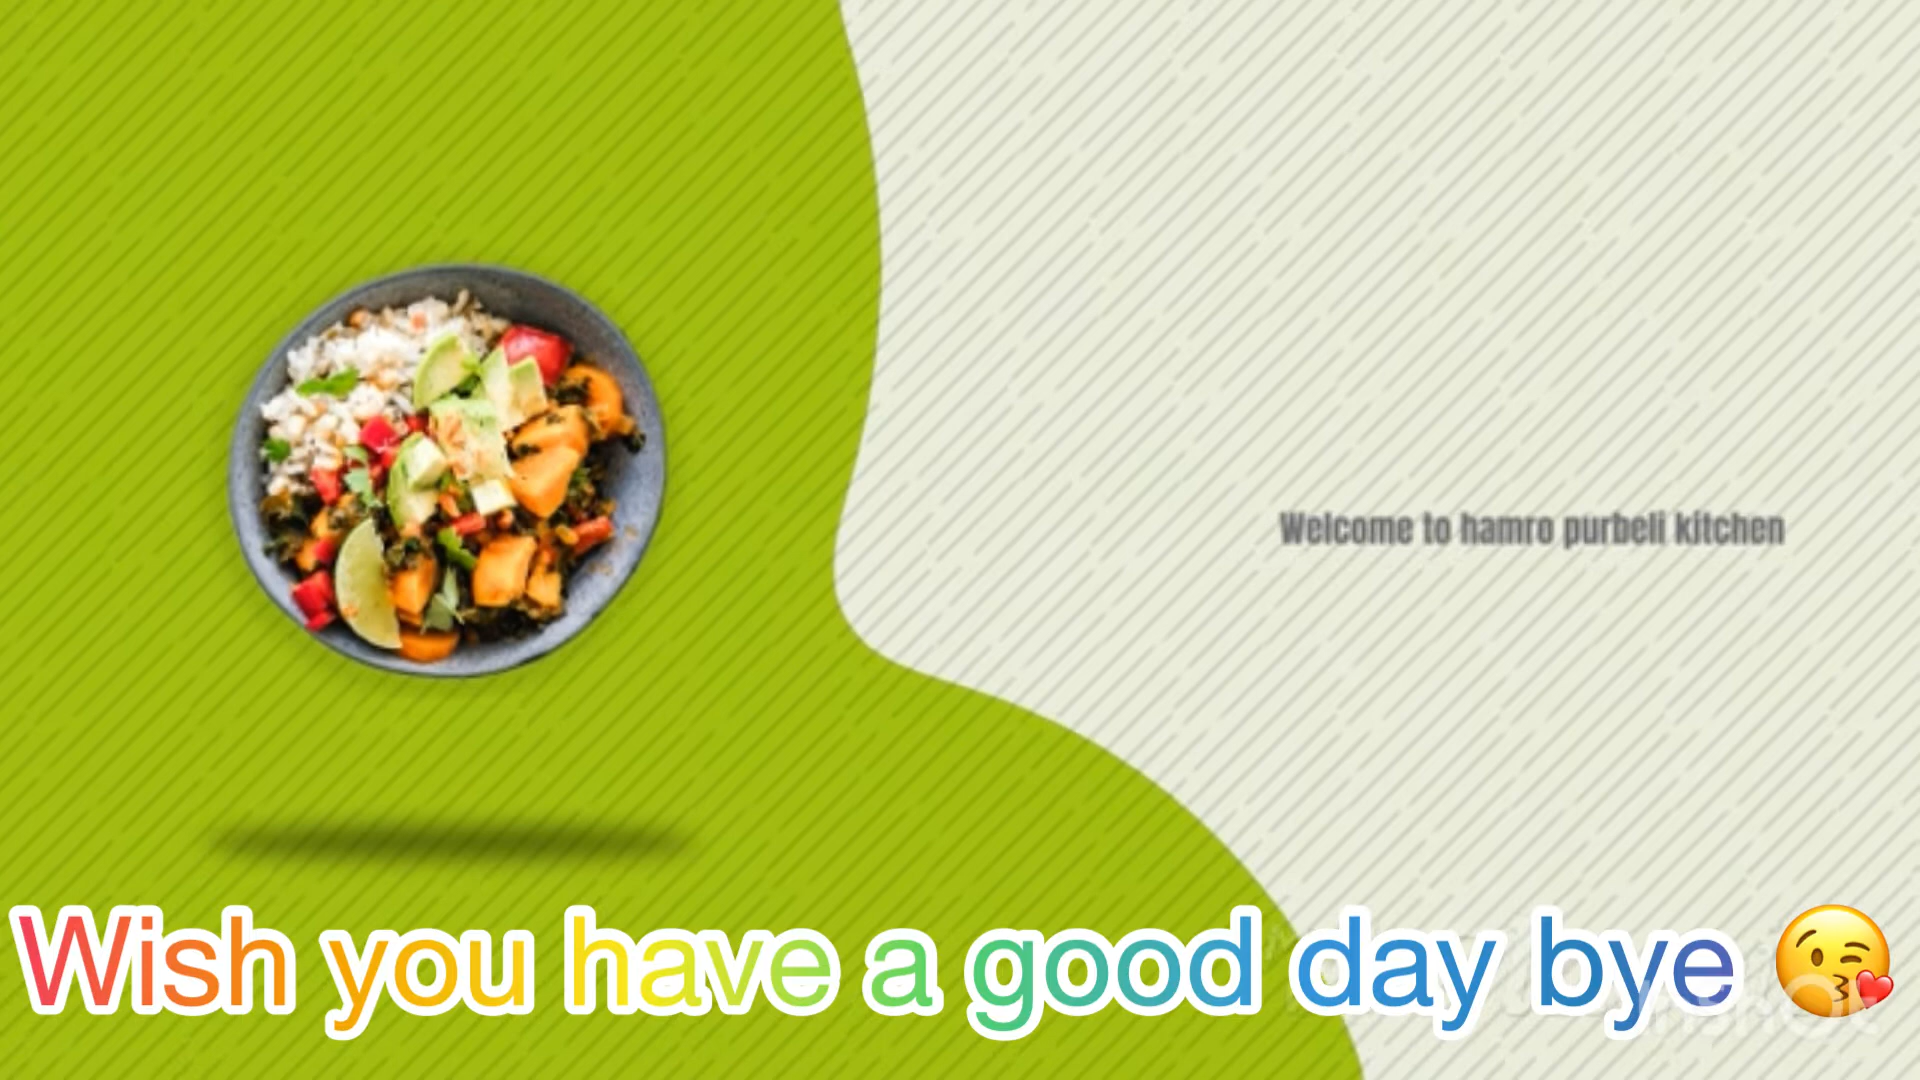 Welcome to hamro purbeli kitchen
Wish you have a good day bye 😘